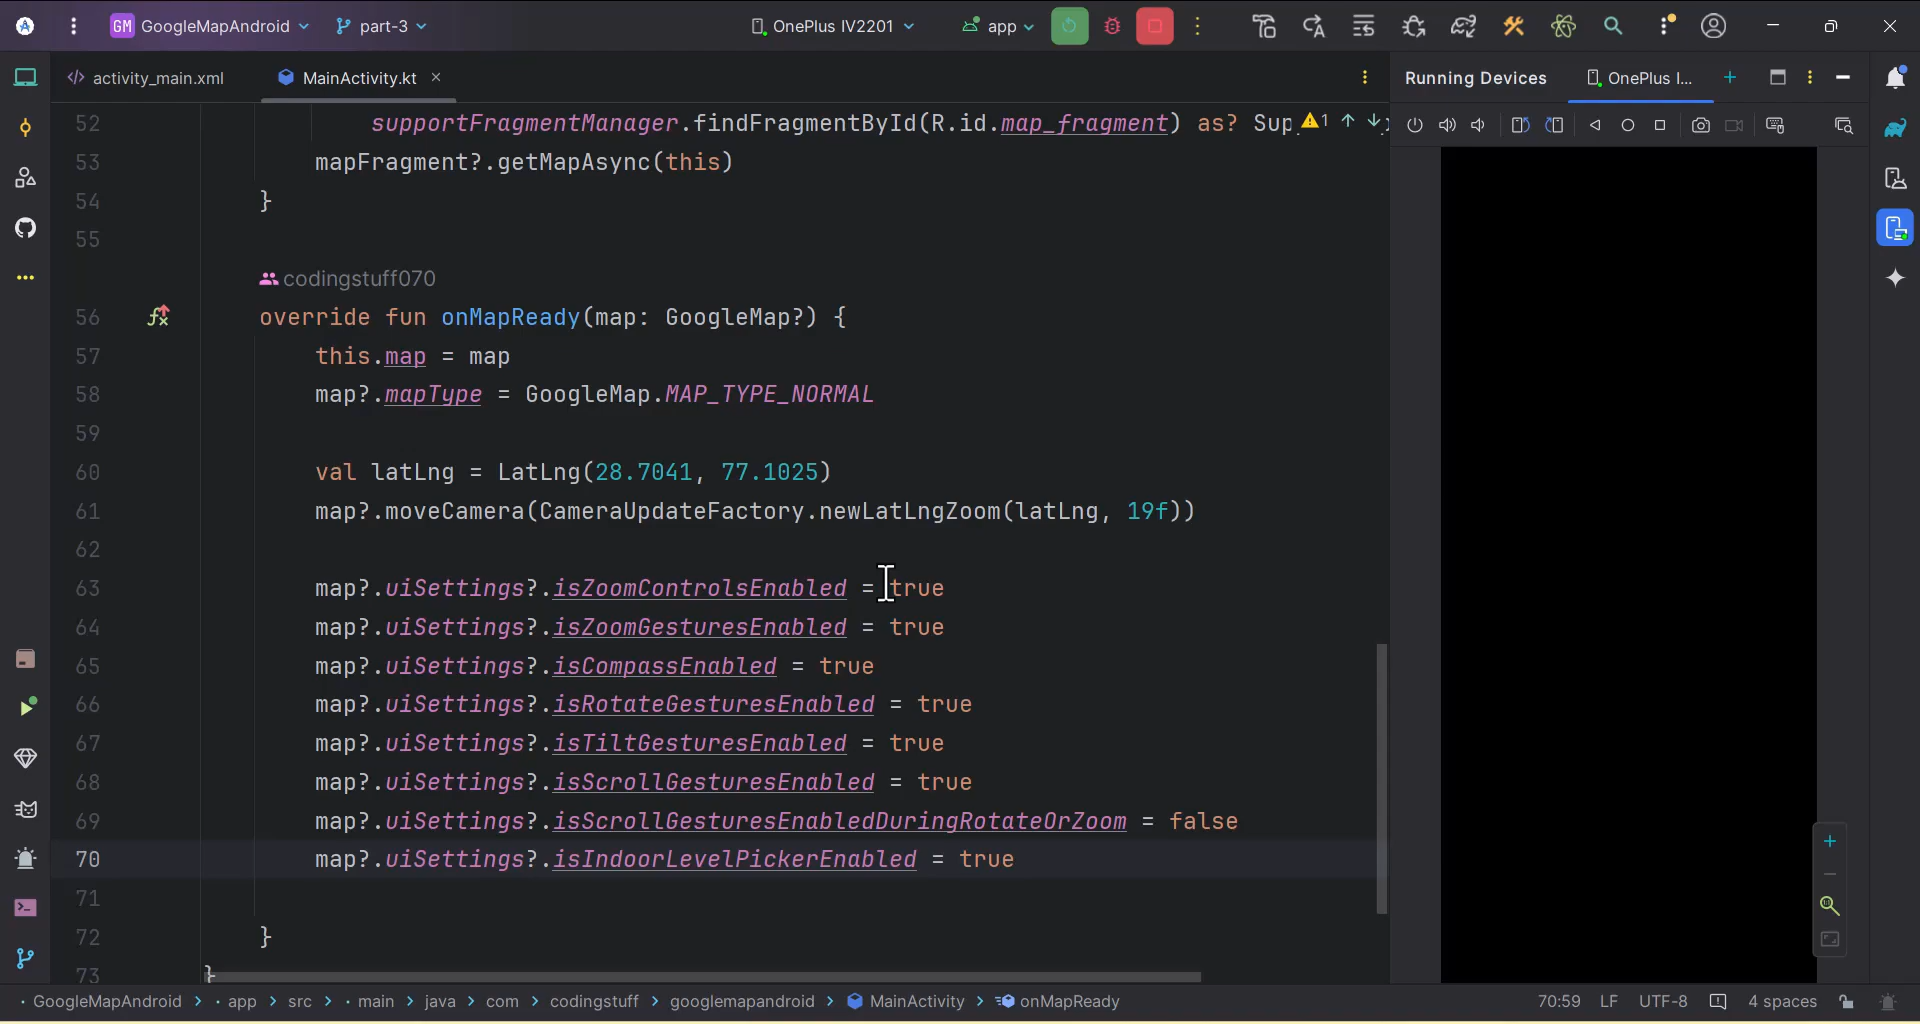 GM GoogleMapAndroid part-3 OnePlus IV2201 app
activity_main.xml MainActivity.kt Running Devices OnePlus I...
52 supportFragmentManager.findFragmentById(R.id.map_fragment) as? Sup 1
53 mapFragment?.getMapAsync(this)
54 }
55
codingstuff070
56 override fun onMapReady(map: GoogleMap?) {
57 this.map = map
58 map?.mapType = GoogleMap.MAP_TYPE_NORMAL
59
60 val latLng = LatLng(28.7041, 77.1025)
61 map?.moveCamera(CameraUpdateFactory.newLatLngZoom(latLng, 19f))
62
63 map?.uiSettings?.isZoomControlsEnabled = true
64 map?.uiSettings?.isZoomGesturesEnabled = true
65 map?.uiSettings?.isCompassEnabled = true
66 map?.uiSettings?.isRotateGesturesEnabled = true
67 map?.uiSettings?.isTiltGesturesEnabled = true
68 map?.uiSettings?.isScrollGesturesEnabled = true
69 map?.uiSettings?.isScrollGesturesEnabledDuringRotateOrZoom = false
70 map?.uiSettings?.isIndoorLevelPickerEnabled = true
71
72 }
73 }
GoogleMapAndroid app src main java com codingstuff googlemapandroid MainActivity onMapReady 70:59 LF UTF-8 4 spaces